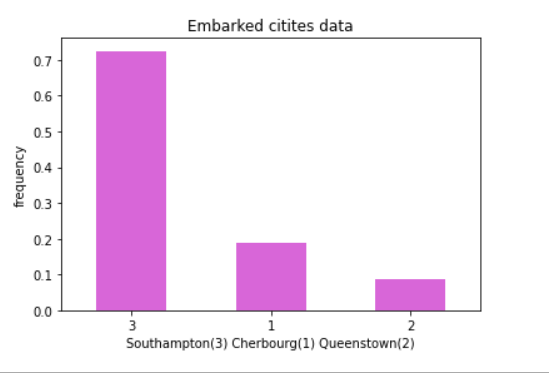 Embarked citites data
0.7
0.6
0.5
0.4
0.3
0.2
0.1
0.0
frequency
3 1 2
Southampton(3) Cherbourg(1) Queenstown(2)